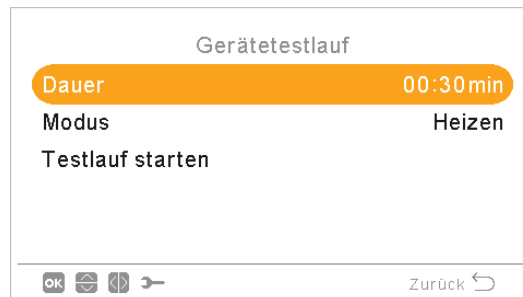 Gerätetestlauf
Dauer 00:30min
Modus Heizen
Testlauf starten
OK Zurück